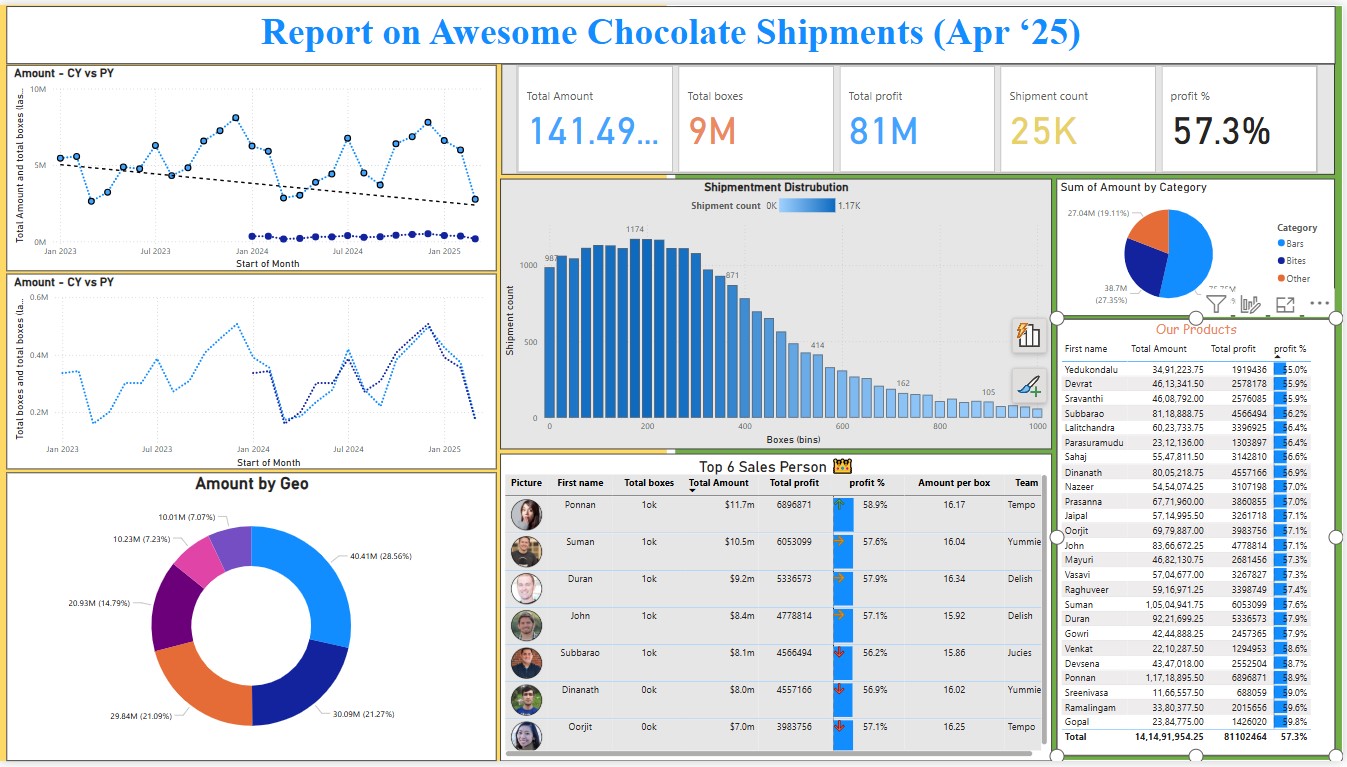 Report on Awesome Chocolate Shipments (Apr ‘25)
Amount - CY vs PY
Total Amount and total boxes (las...
10M
5M
0M
Jan 2023 Jul 2023 Jan 2024 Jul 2024 Jan 2025
Start of Month
Amount - CY vs PY
Total boxes and total boxes (la...
0.6M
0.4M
0.2M
Jan 2023 Jul 2023 Jan 2024 Jul 2024 Jan 2025
Start of Month
Amount by Geo
10.01M (7.07%)
10.23M (7.23%)
40.41M (28.56%)
20.93M (14.79%)
29.84M (21.09%)
30.09M (21.27%)
Total Amount
141.49...
Total boxes
9M
Total profit
81M
Shipment count
25K
profit %
57.3%
Shipmentment Distrubution
Shipment count 0K 1.17K
Shipment count
1174
987
1000
871
500
414
162
105
0
0 200 400 600 800 1000
Boxes (bins)
Top 6 Sales Person
Picture First name Total boxes Total Amount Total profit profit % Amount per box Team
Ponnan 1ok $11.7m 6896871 58.9% 16.17 Tempo
Suman 1ok $10.5m 6053099 57.6% 16.04 Yummie
Duran 1ok $9.2m 5336573 57.9% 16.34 Delish
John 1ok $8.4m 4778814 57.1% 15.92 Delish
Subbarao 1ok $8.1m 4566494 56.2% 15.86 Jucies
Dinanath 0ok $8.0m 4557166 56.9% 16.02 Yummie
Oorjit 0ok $7.0m 3983756 57.1% 16.25 Tempo
Sum of Amount by Category
27.04M (19.11%)
38.7M
(27.35%)
Category
Bars
Bites
Other
Our Products
First name Total Amount Total profit profit %
Yedukondalu 34,91,223.75 1919436 55.0%
Devrat 46,13,341.50 2578178 55.9%
Sravanthi 46,08,792.00 2576085 55.9%
Subbarao 81,18,888.75 4566494 56.2%
Lalitchandra 60,23,733.75 3396925 56.4%
Parasuramudu 23,12,136.00 1303897 56.4%
Sahaj 55,47,811.50 3142810 56.6%
Dinanath 80,05,218.75 4557166 56.9%
Nazeer 54,54,074.25 3107198 57.0%
Prasanna 67,71,960.00 3860855 57.0%
Jaipal 57,14,995.50 3261718 57.1%
Oorjit 69,79,887.00 3983756 57.1%
John 83,66,672.25 4778814 57.1%
Mayuri 46,82,130.75 2681456 57.3%
Vasavi 57,04,677.00 3267827 57.3%
Raghuveer 59,16,971.25 3398749 57.4%
Suman 1,05,04,941.75 6053099 57.6%
Duran 92,21,699.25 5336573 57.9%
Gowri 42,44,888.25 2457365 57.9%
Venkat 22,10,287.50 1294953 58.6%
Devsena 43,47,018.00 2552504 58.7%
Ponnan 1,17,18,895.50 6896871 58.9%
Sreenivasa 11,66,557.50 688059 59.0%
Ramalingam 33,80,377.50 2015656 59.6%
Gopal 23,84,775.00 1426020 59.8%
Total 14,14,91,954.25 81102464 57.3%